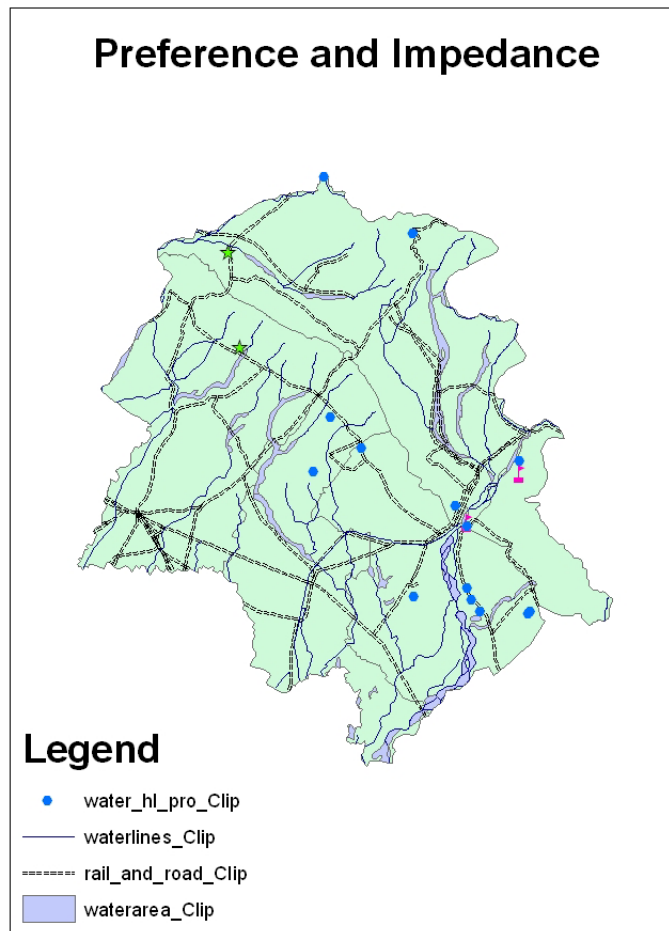 Preference and Impedance
Legend
water_hl_pro_Clip
waterlines_Clip
rail_and_road_Clip
waterarea_Clip